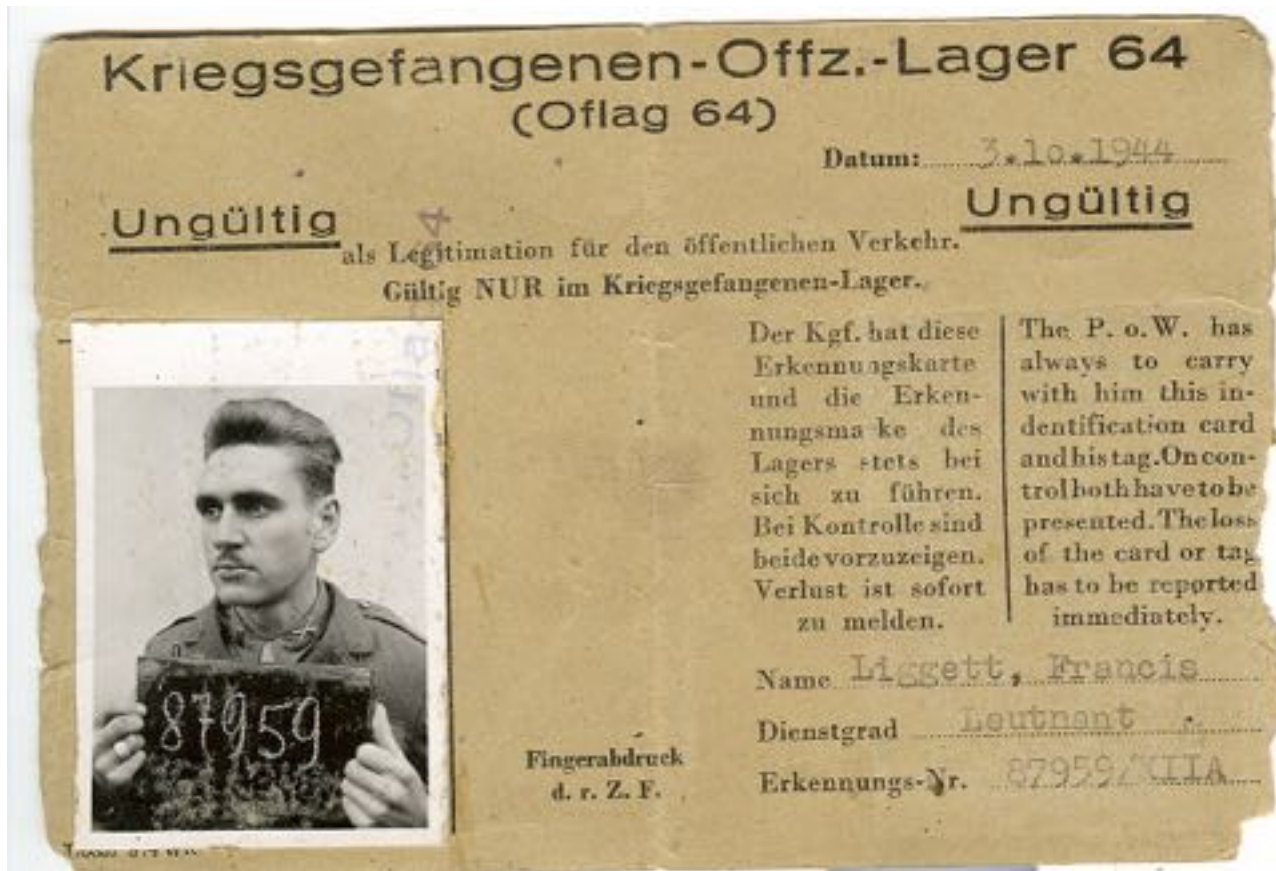 Kriegsgefangenen-Offz.-Lager 64
(Oflag 64)
Datum: 3.10.1944
Ungültig
Ungültig
als Legitimation für den öffentlichen Verkehr.
Gültig NUR im Kriegsgefangenen-Lager.
Der Kgf. hat diese
Erkennungskarte
und die Erken-
nungsma ke des
Lagers stets bei
sich zu führen.
Bei Kontrolle sind
beide vorzuzeigen.
Verlust ist sofort
zu melden.
The P. o. W. has
always to carry
with him this in-
dentification card
and his tag. On con-
trol both have to be
presented. The loss
of the card or tag
has to be reported
immediately.
87959
Name Liggett, Francis
Dienstgrad Leutnant
Erkennungs-Nr. 87959/XIIA
Fingerabdruck
d. r. Z. F.